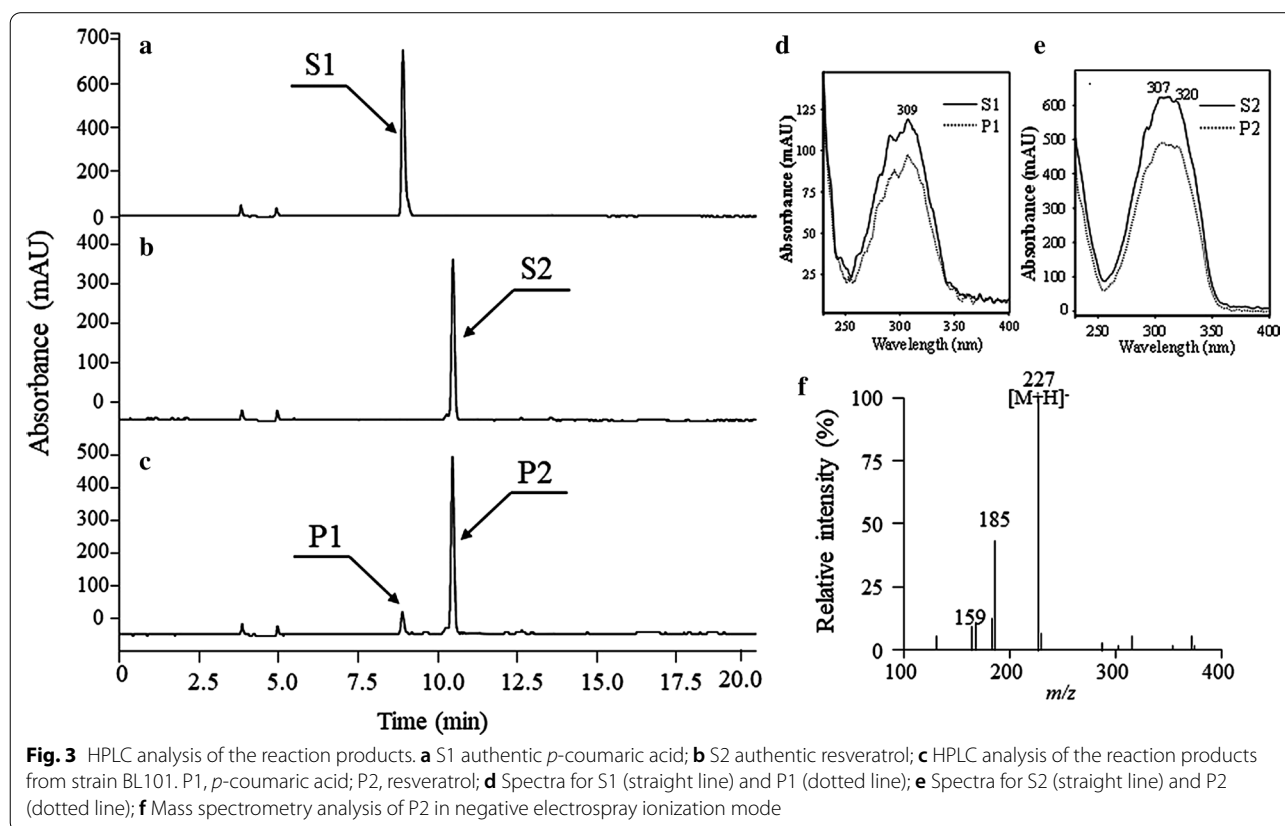 a
700
600
400
200
0
S1
b
400
300
200
100
0
S2
c
500
400
300
200
100
0
P1
P2
Absorbance (mAU)
0 2.5 5.0 7.5 10.0 12.5 15.0 17.5 20.0
Time (min)
d
125
100
75
50
25
309
S1
P1
Absorbance (mAU)
250 300 350 400
Wavelength (nm)
e
600
500
400
300
200
100
0
307 320
S2
P2
Absorbance (mAU)
250 300 350 400
Wavelength (nm)
f
227
[M-H]-
100
75
50
25
0
185
159
Relative intensity (%)
100 200 300 400
m/z
Fig. 3 HPLC analysis of the reaction products. a S1 authentic p-coumaric acid; b S2 authentic resveratrol; c HPLC analysis of the reaction products
from strain BL101. P1, p-coumaric acid; P2, resveratrol; d Spectra for S1 (straight line) and P1 (dotted line); e Spectra for S2 (straight line) and P2
(dotted line); f Mass spectrometry analysis of P2 in negative electrospray ionization mode